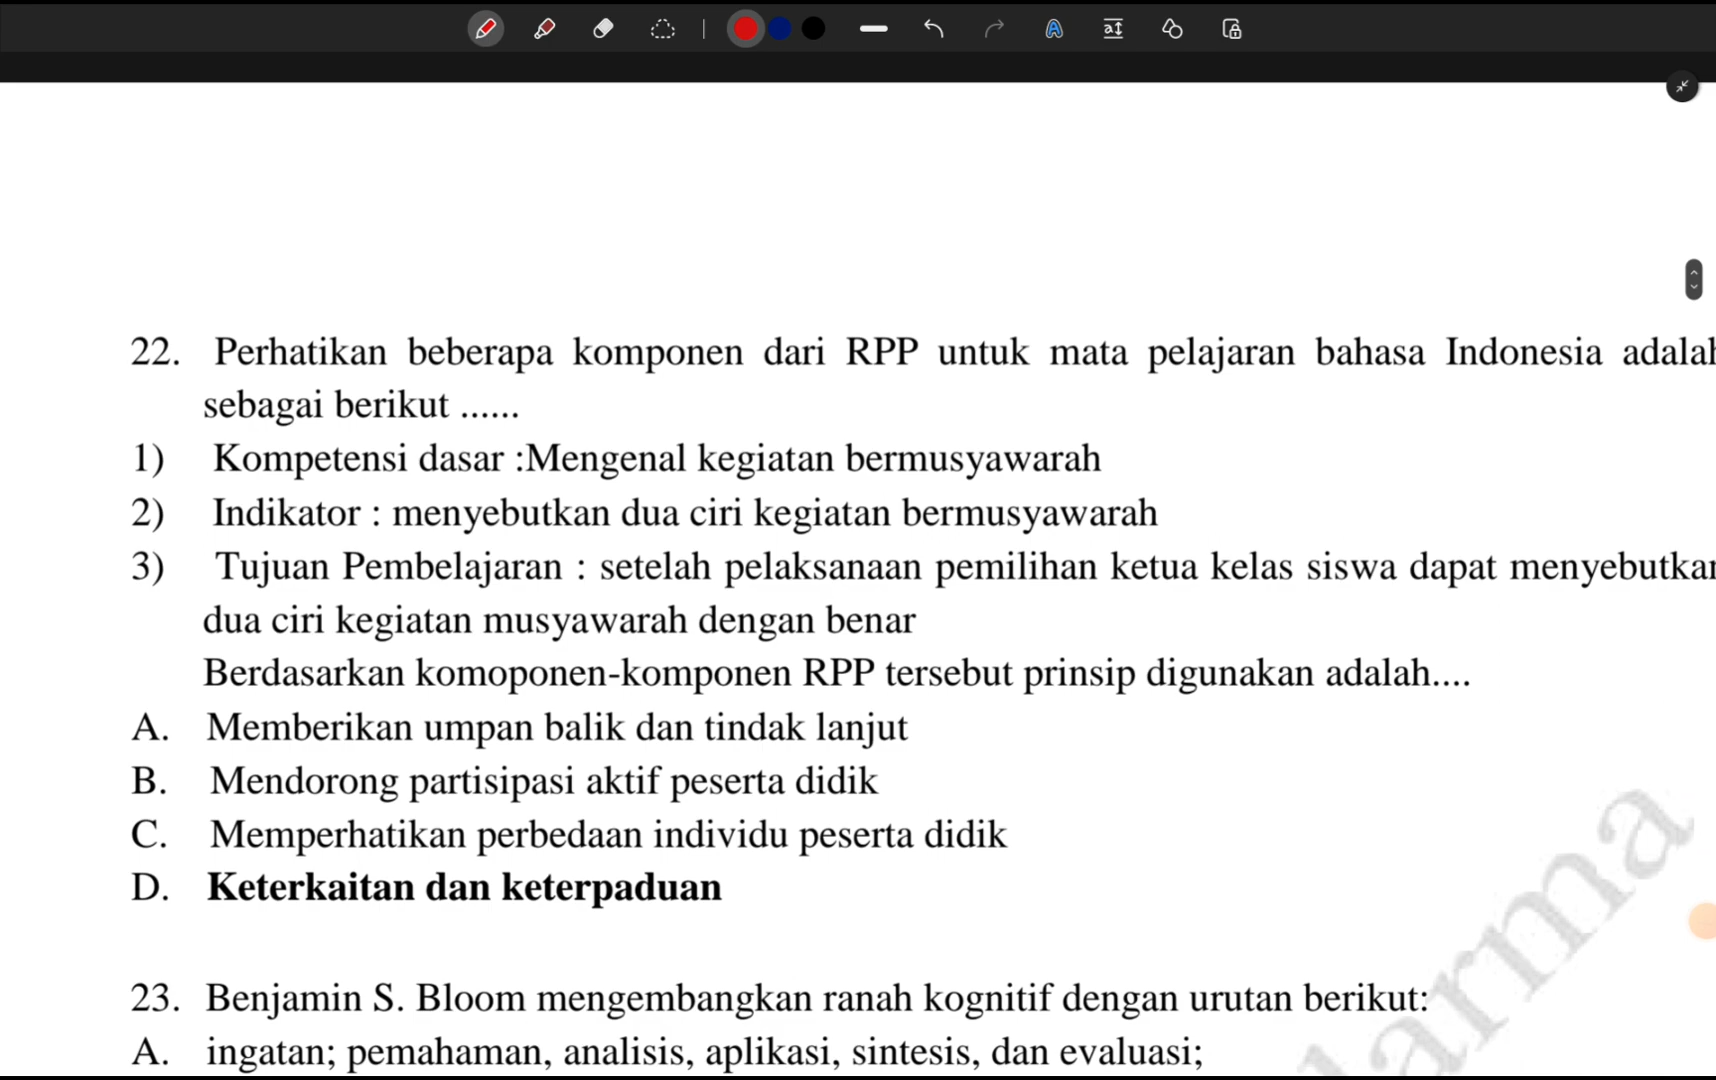 22. Perhatikan beberapa komponen dari RPP untuk mata pelajaran bahasa Indonesia adalah
sebagai berikut ......
1) Kompetensi dasar :Mengenal kegiatan bermusyawarah
2) Indikator : menyebutkan dua ciri kegiatan bermusyawarah
3) Tujuan Pembelajaran : setelah pelaksanaan pemilihan ketua kelas siswa dapat menyebutkan
dua ciri kegiatan musyawarah dengan benar
Berdasarkan komoponen-komponen RPP tersebut prinsip digunakan adalah....
A. Memberikan umpan balik dan tindak lanjut
B. Mendorong partisipasi aktif peserta didik
C. Memperhatikan perbedaan individu peserta didik
D. Keterkaitan dan keterpaduan
23. Benjamin S. Bloom mengembangkan ranah kognitif dengan urutan berikut:
A. ingatan; pemahaman, analisis, aplikasi, sintesis, dan evaluasi;